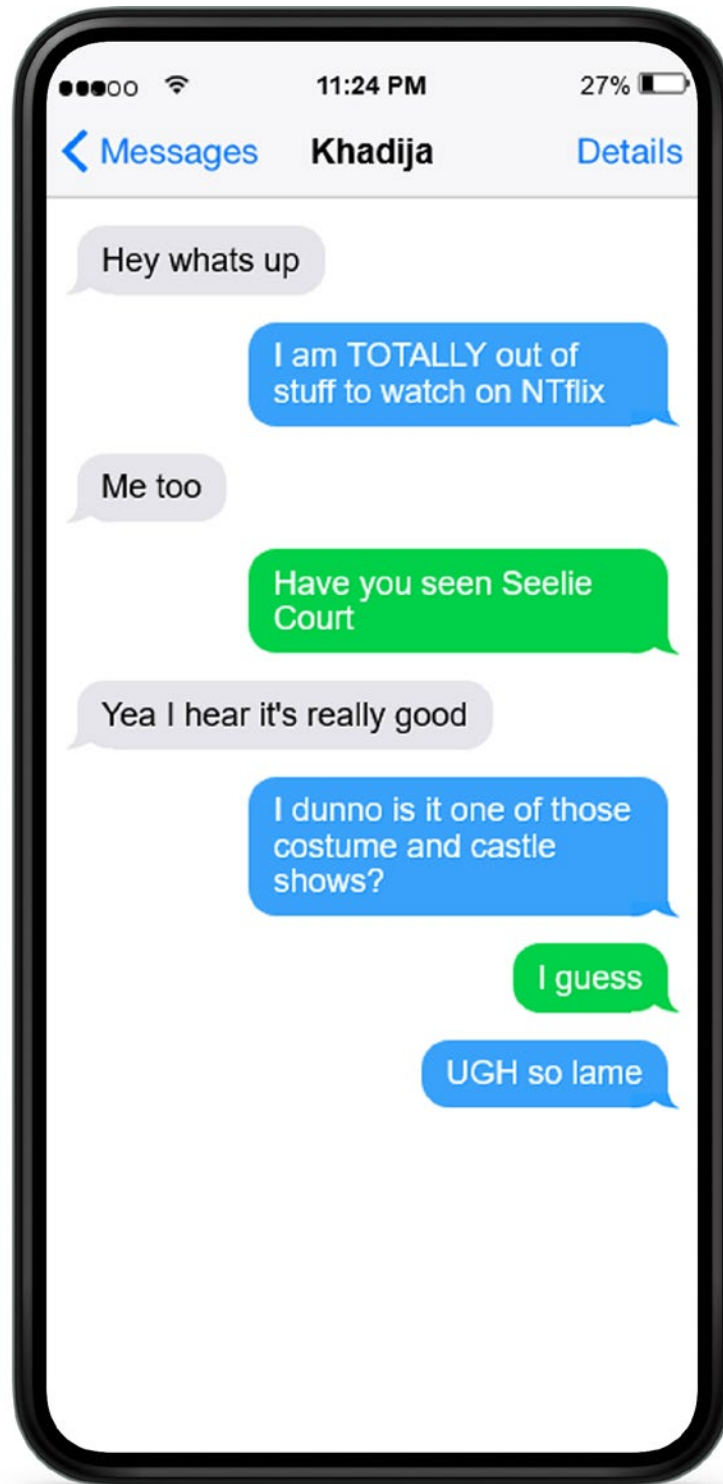 11:24 PM
27%
Messages
Khadija
Details
Hey whats up
I am TOTALLY out of
stuff to watch on NTflix
Me too
Have you seen Seelie
Court
Yea I hear it's really good
I dunno is it one of those
costume and castle
shows?
I guess
UGH so lame